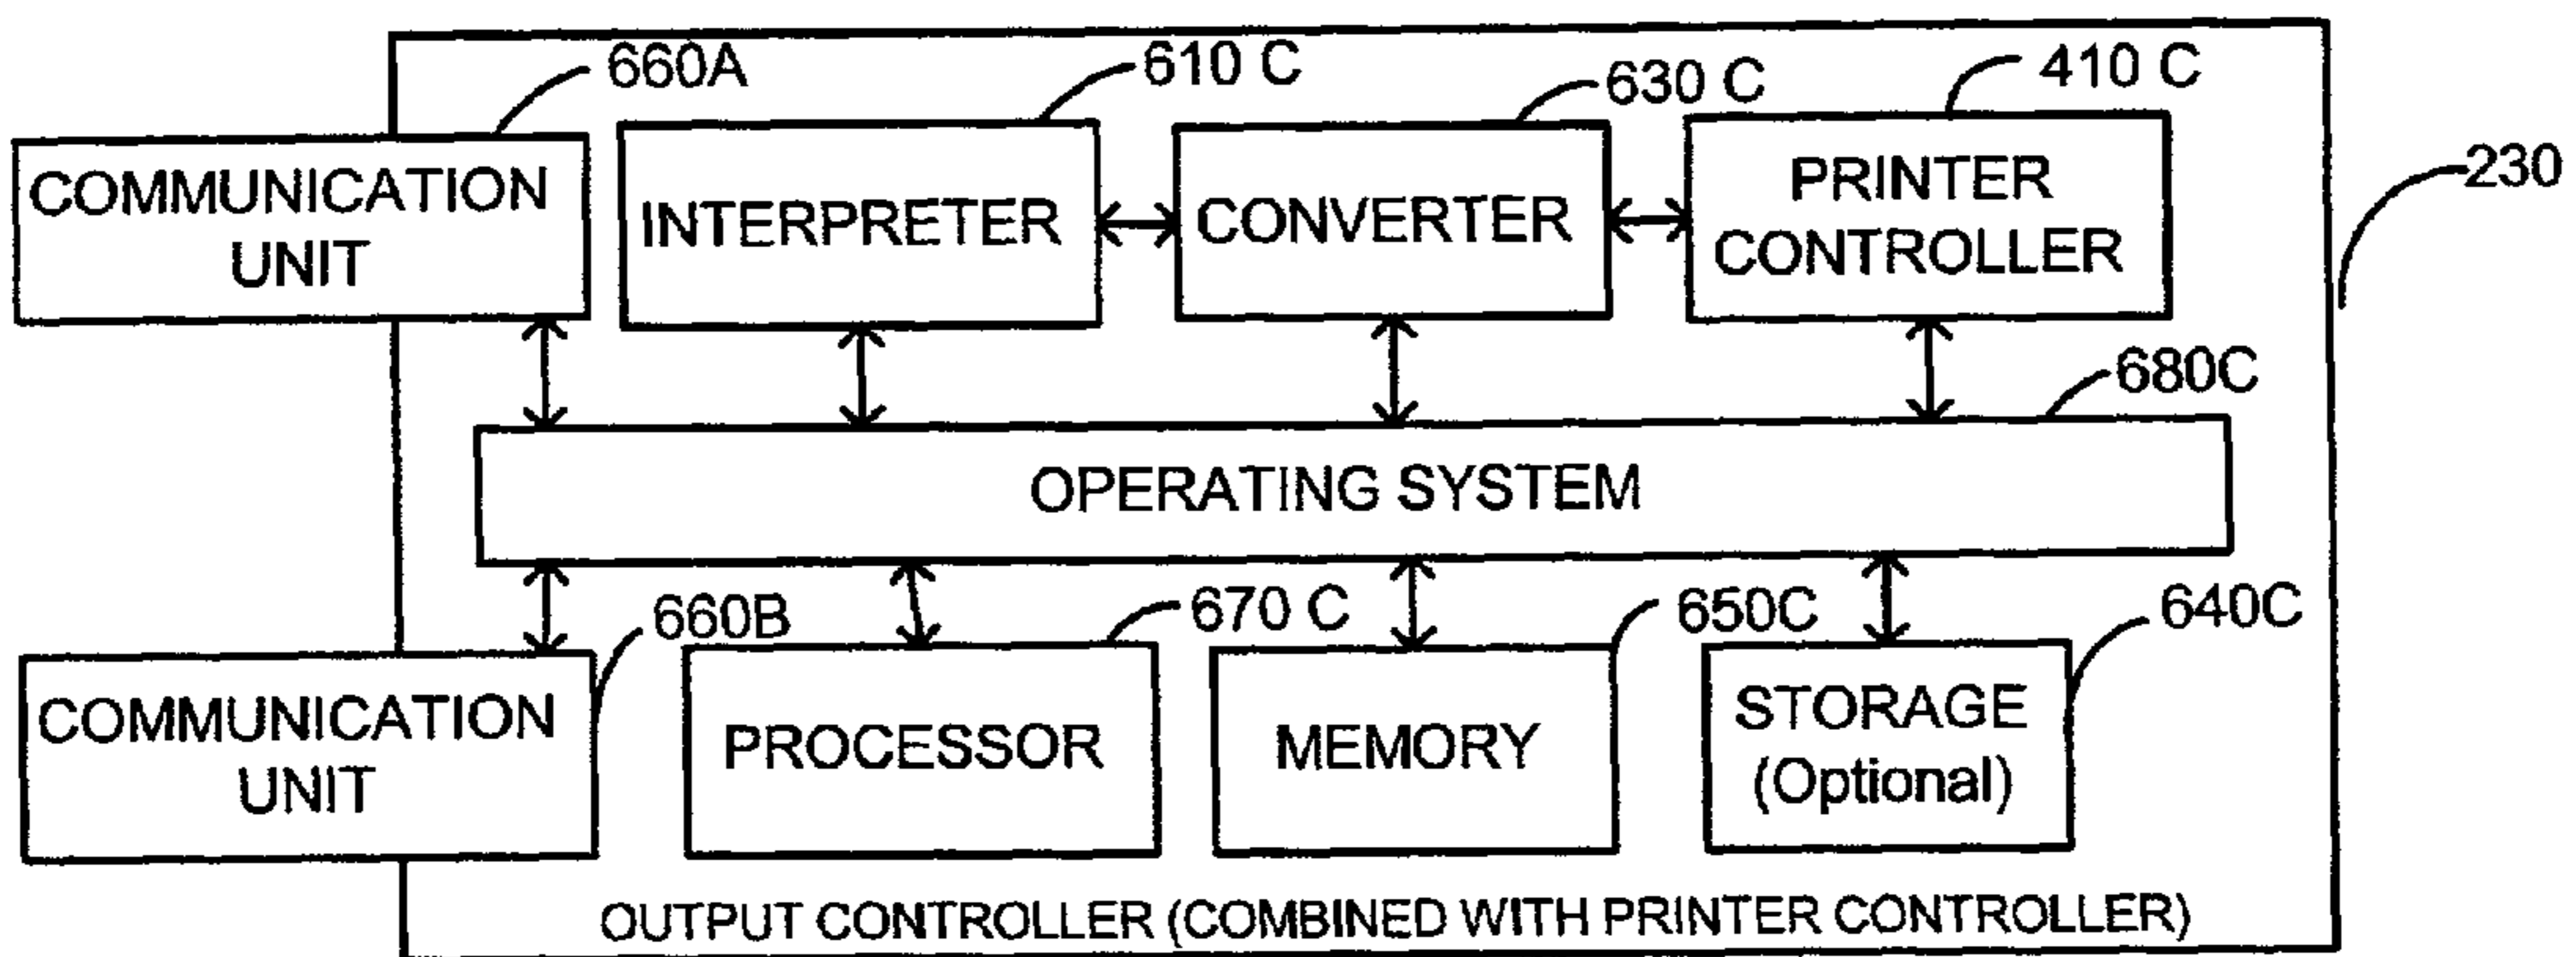 660A
610 C
630 C
410 C
230
COMMUNICATION
UNIT
INTERPRETER
CONVERTER
PRINTER
CONTROLLER
680C
OPERATING SYSTEM
660B
670 C
650C
640C
COMMUNICATION
UNIT
PROCESSOR
MEMORY
STORAGE
(Optional)
OUTPUT CONTROLLER (COMBINED WITH PRINTER CONTROLLER)